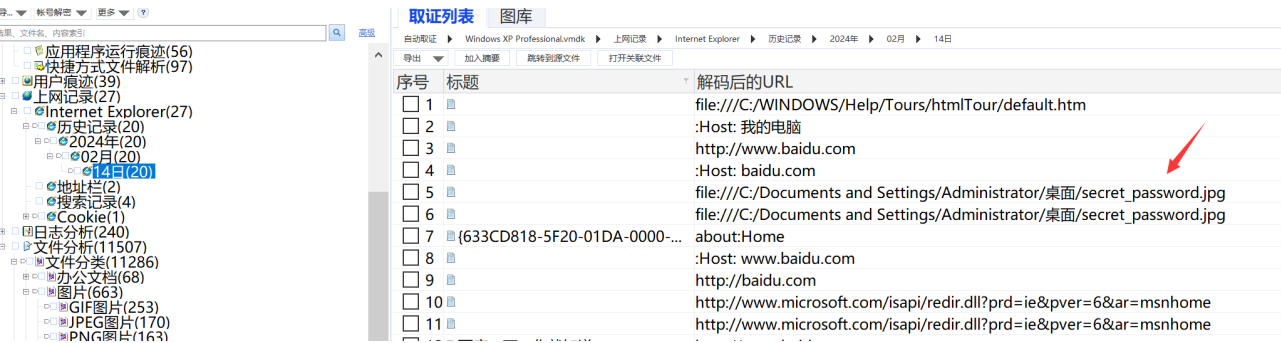 导... 帐号解密 更多
结果、文件名、内容索引 高级
应用程序运行痕迹(56)
快捷方式文件解析(97)
用户痕迹(39)
上网记录(27)
Internet Explorer(27)
历史记录(20)
2024年(20)
02月(20)
14日(20)
地址栏(2)
搜索记录(4)
Cookie(1)
日志分析(240)
文件分析(11507)
文件分类(11286)
办公文档(68)
图片(663)
GIF图片(253)
JPEG图片(170)
PNG图片(163)
取证列表 图库
自动取证 Windows XP Professional.vmdk 上网记录 Internet Explorer 历史记录 2024年 02月 14日
导出 加入摘要 跳转到源文件 打开关联文件
序号 标题 解码后的URL
1 file:///C:/WINDOWS/Help/Tours/htmlTour/default.htm
2 :Host: 我的电脑
3 http://www.baidu.com
4 :Host: baidu.com
5 file:///C:/Documents and Settings/Administrator/桌面/secret_password.jpg
6 file:///C:/Documents and Settings/Administrator/桌面/secret_password.jpg
7 {633CD818-5F20-01DA-0000-... about:Home
8 :Host: www.baidu.com
9 http://baidu.com
10 http://www.microsoft.com/isapi/redir.dll?prd=ie&pver=6&ar=msnhome
11 http://www.microsoft.com/isapi/redir.dll?prd=ie&pver=6&ar=msnhome